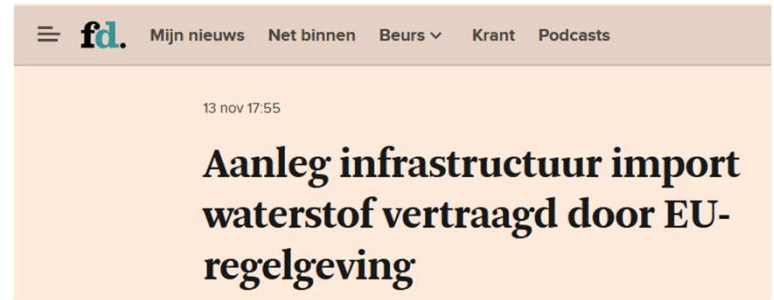 fd. Mijn nieuws Net binnen Beurs Krant Podcasts
13 nov 17:55
Aanleg infrastructuur import
waterstof vertraagd door EU-
regelgeving